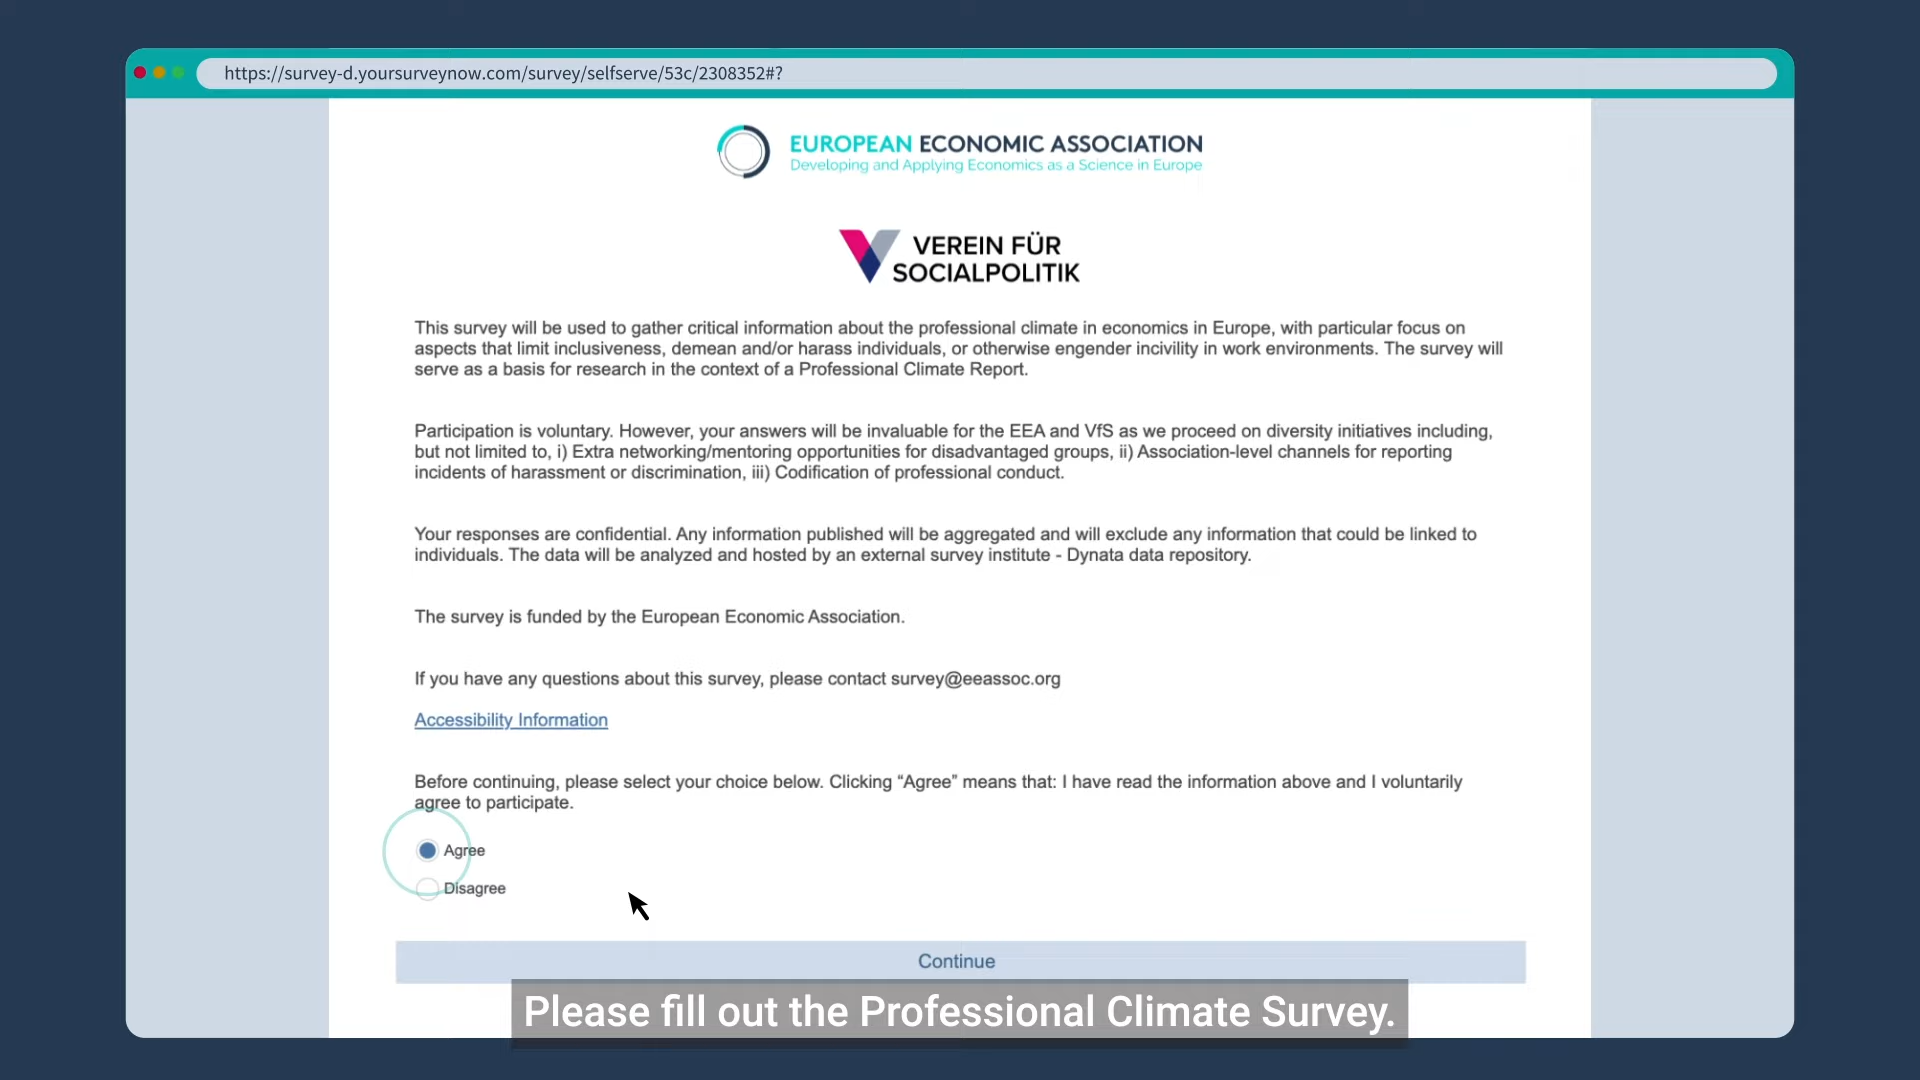 https://survey-d.yoursurveynow.com/survey/selfserve/53c/2308352#?
EUROPEAN ECONOMIC ASSOCIATION
Developing and Applying Economics as a Science in Europe
VEREIN FÜR
SOCIALPOLITIK
This survey will be used to gather critical information about the professional climate in economics in Europe, with particular focus on
aspects that limit inclusiveness, demean and/or harass individuals, or otherwise engender incivility in work environments. The survey will
serve as a basis for research in the context of a Professional Climate Report.
Participation is voluntary. However, your answers will be invaluable for the EEA and VfS as we proceed on diversity initiatives including,
but not limited to, i) Extra networking/mentoring opportunities for disadvantaged groups, ii) Association-level channels for reporting
incidents of harassment or discrimination, iii) Codification of professional conduct.
Your responses are confidential. Any information published will be aggregated and will exclude any information that could be linked to
individuals. The data will be analyzed and hosted by an external survey institute - Dynata data repository.
The survey is funded by the European Economic Association.
If you have any questions about this survey, please contact survey@eeassoc.org
Accessibility Information
Before continuing, please select your choice below. Clicking “Agree” means that: I have read the information above and I voluntarily
agree to participate.
Agree
Disagree
Continue
Please fill out the Professional Climate Survey.